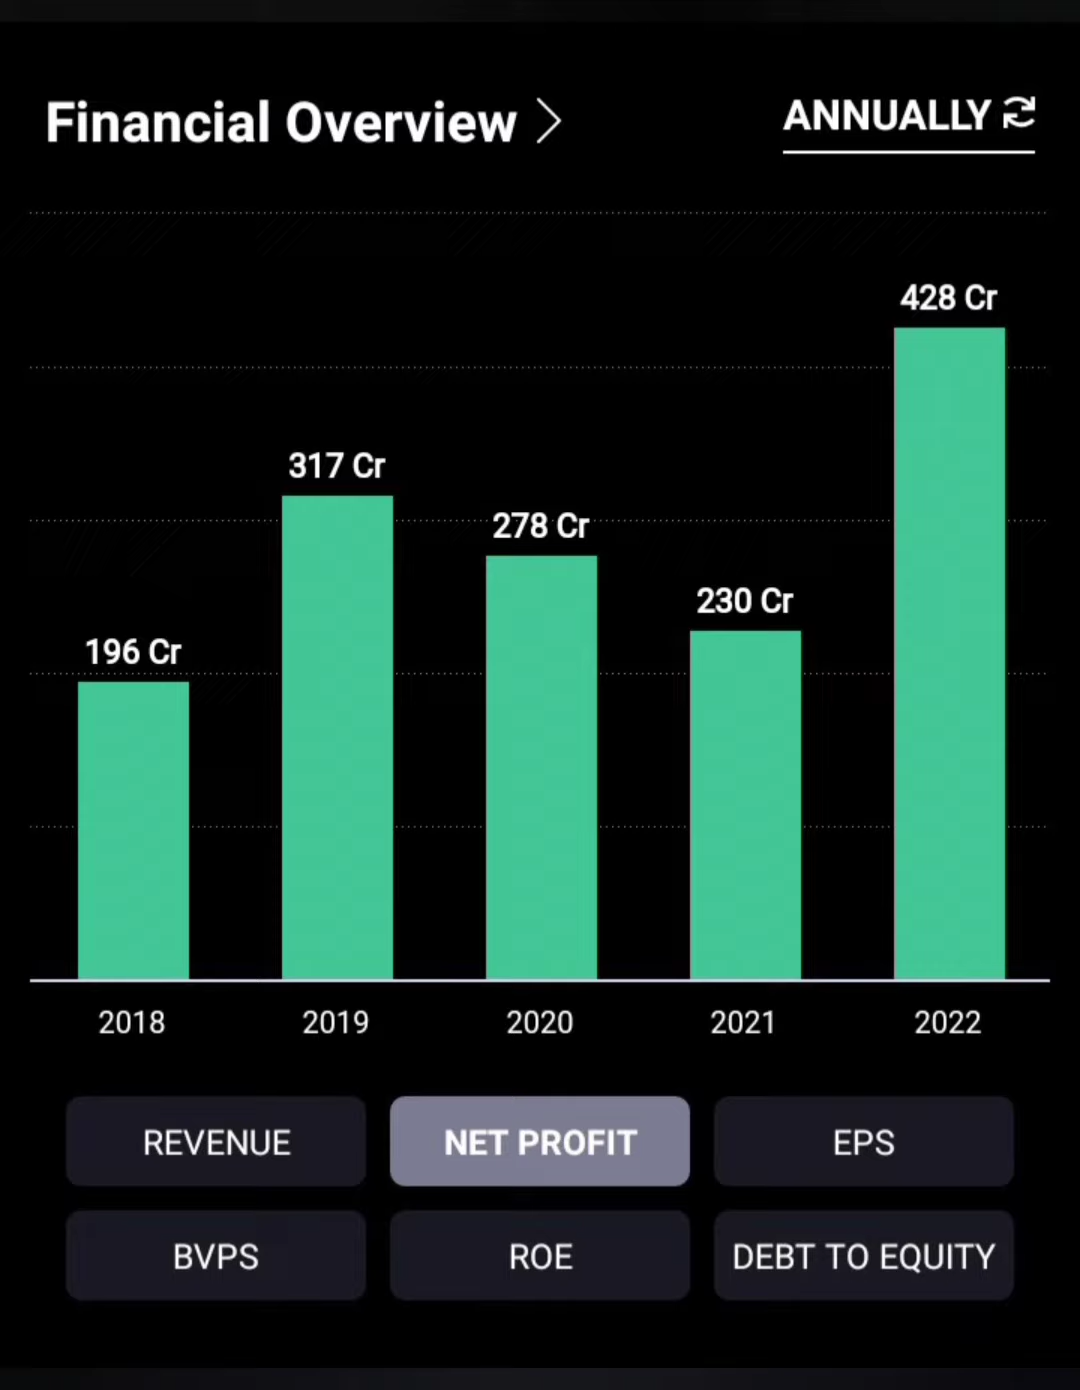 Financial Overview
ANNUALLY
428 Cr
317 Cr
278 Cr
230 Cr
196 Cr
2018 2019 2020 2021 2022
REVENUE NET PROFIT EPS
BVPS ROE DEBT TO EQUITY